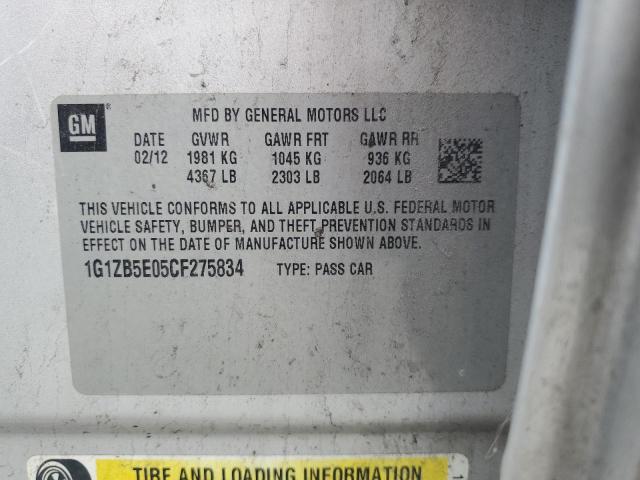 GM ®
MFD BY GENERAL MOTORS LLC
DATE GVWR GAWR FRT GAWR RR
02/12 1981 KG 1045 KG 936 KG
4367 LB 2303 LB 2064 LB
THIS VEHICLE CONFORMS TO ALL APPLICABLE U.S. FEDERAL MOTOR
VEHICLE SAFETY, BUMPER, AND THEFT PREVENTION STANDARDS IN
EFFECT ON THE DATE OF MANUFACTURE SHOWN ABOVE.
1G1ZB5E05CF275834 TYPE: PASS CAR
TIRE AND LOADING INFORMATION